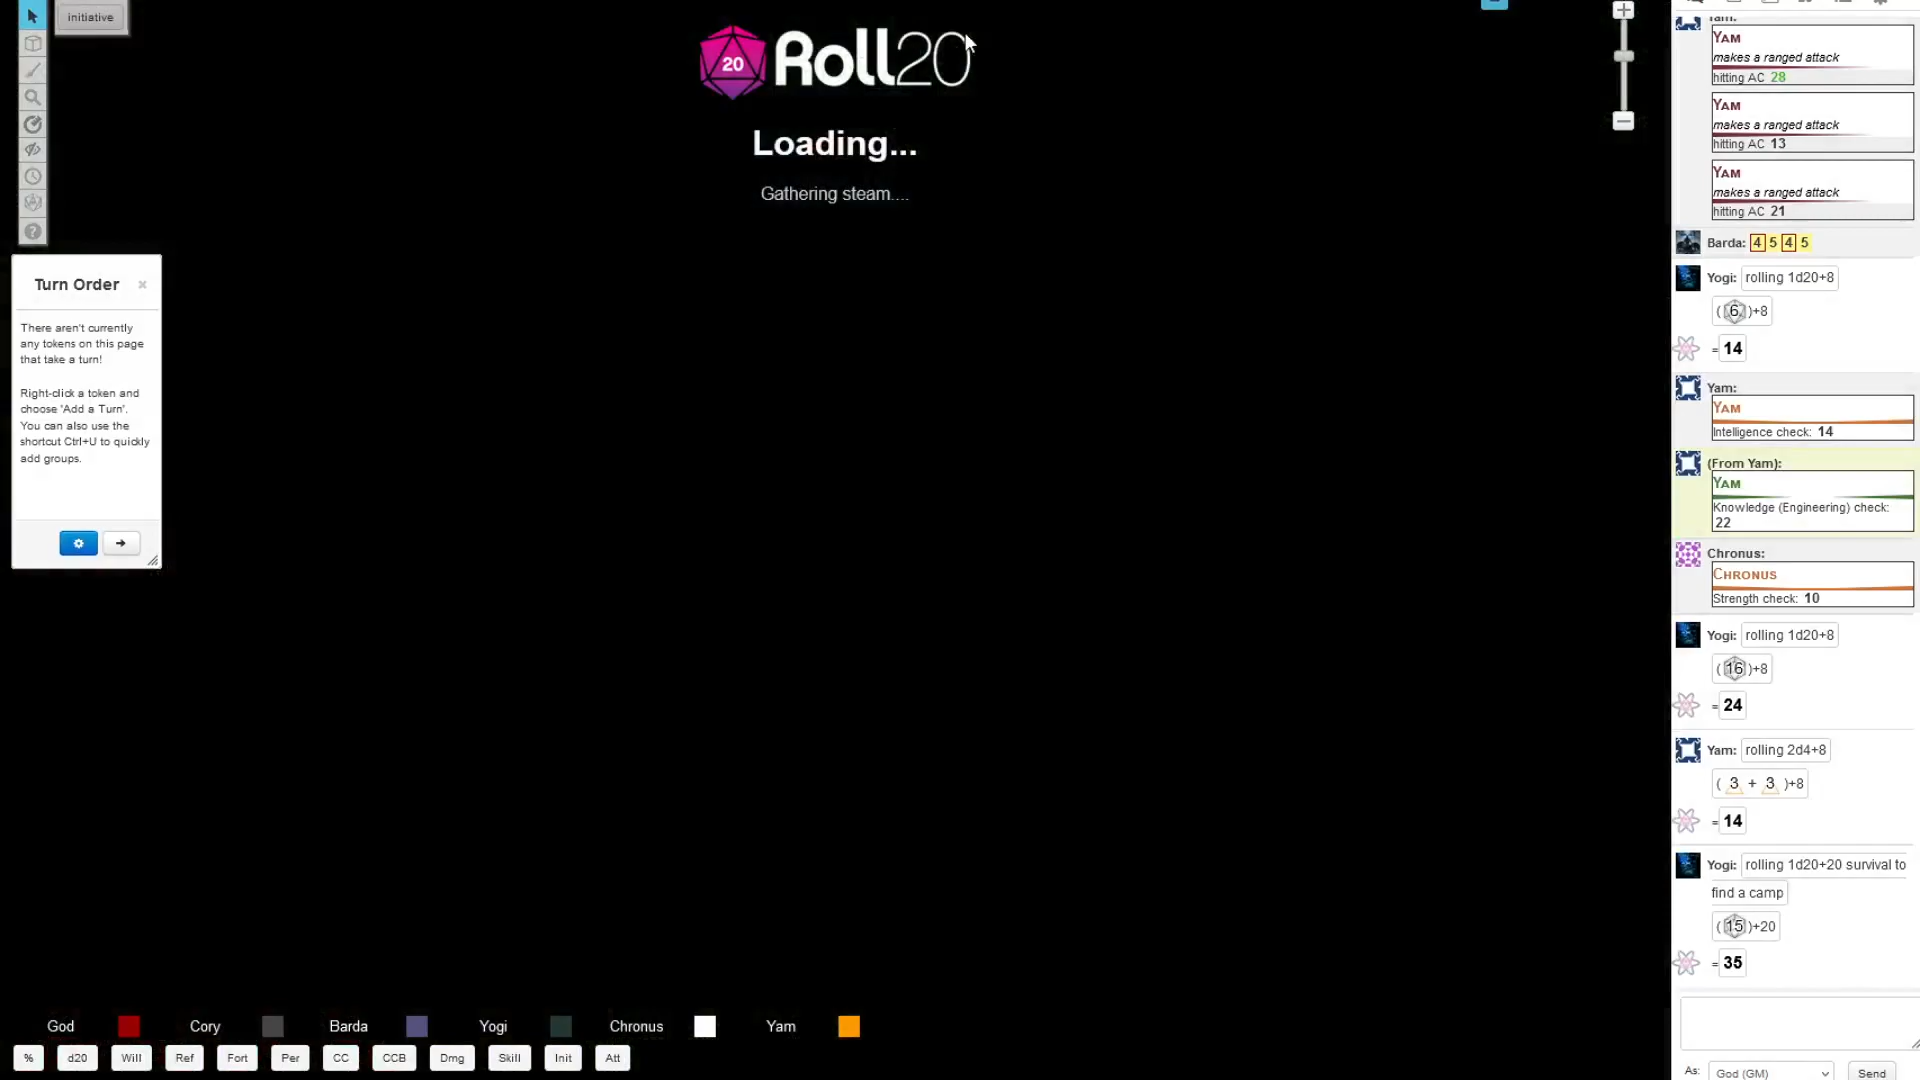 initiative
20
Roll20
Loading...
Gathering steam....
Turn Order
There aren't currently
any tokens on this page
that take a turn!
Right-click a token and
choose 'Add a Turn'.
You can also use the
shortcut Ctrl+U to quickly
add groups.
YAM
makes a ranged attack
hitting AC 28
YAM
makes a ranged attack
hitting AC 13
YAM
makes a ranged attack
hitting AC 21
Barda: 4 5 4 5
Yogi: rolling 1d20+8
(6)+8
=14
Yam:
YAM
Intelligence check: 14
(From Yam):
YAM
Knowledge (Engineering) check:
22
Chronus:
CHRONUS
Strength check: 10
Yogi: rolling 1d20+8
(16)+8
=24
Yam: rolling 2d4+8
(3 + 3)+8
=14
Yogi: rolling 1d20+20 survival to
find a camp
(15)+20
=35
As: God (GM) Send
God Cory Barda Yogi Chronus Yam
% d20 Will Ref Fort Per CC CCB Dmg Skill Init Att